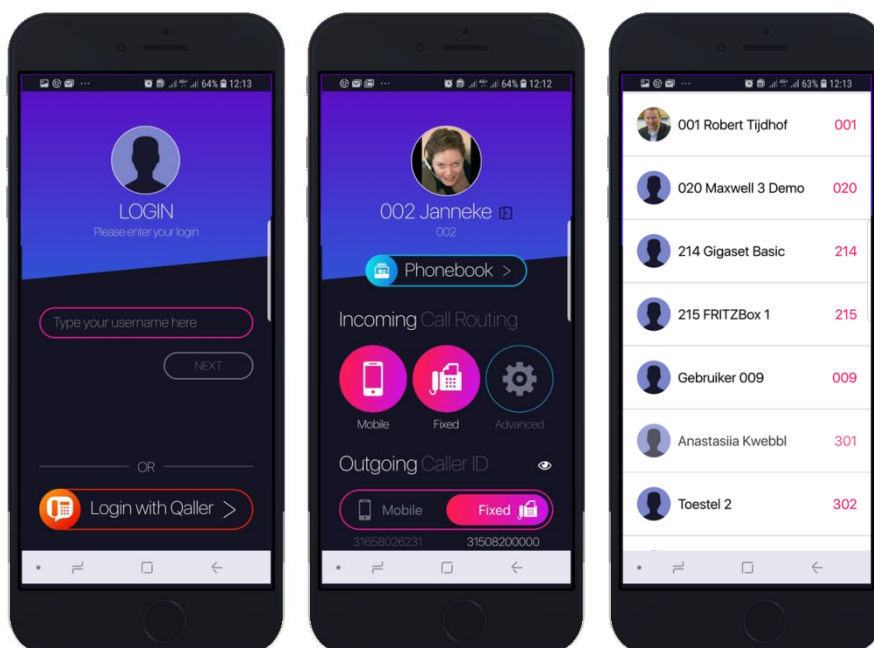 64% 12:13
LOGIN
Please enter your login
Type your username here
NEXT
OR
Login with Qaller >
64% 12:12
002 Janneke
002
Phonebook >
Incoming Call Routing
Mobile
Fixed
Advanced
Outgoing Caller ID
Mobile
Fixed
31658026231
31508200000
63% 12:13
001 Robert Tijdhof 001
020 Maxwell 3 Demo 020
214 Gigaset Basic 214
215 FRITZBox 1 215
Gebruiker 009 009
Anastasiia Kwebbl 301
Toestel 2 302